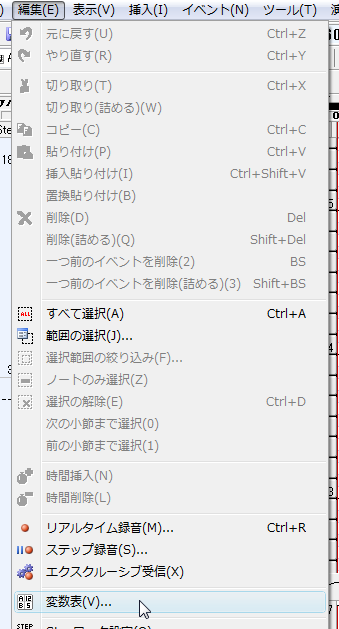 編集(E) 表示(V) 挿入(I) イベント(N) ツール(T)
元に戻す(U) Ctrl+Z
やり直す(R) Ctrl+Y
切り取り(T) Ctrl+X
切り取り(詰める)(W)
コピー(C) Ctrl+C
貼り付け(P) Ctrl+V
挿入貼り付け(I) Ctrl+Shift+V
置換貼り付け(B)
削除(D) Del
削除(詰める)(Q) Shift+Del
一つ前のイベントを削除(2) BS
一つ前のイベントを削除(詰める)(3) Shift+BS
ALL すべて選択(A) Ctrl+A
範囲の選択(J)...
選択範囲の絞り込み(F)...
ノートのみ選択(Z)
選択の解除(E) Ctrl+D
次の小節まで選択(0)
前の小節まで選択(1)
時間挿入(N)
時間削除(L)
リアルタイム録音(M)... Ctrl+R
ステップ録音(S)...
エクスクルーシブ受信(X)
変数表(V)...